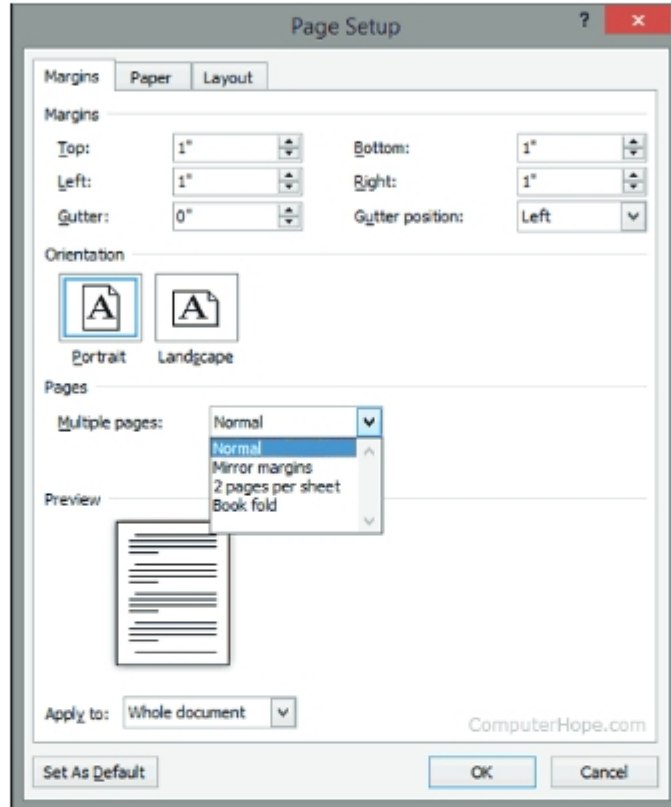 Page Setup ?
Margins Paper Layout
Margins
Top: 1" Bottom: 1"
Left: 1" Right: 1"
Gutter: 0" Gutter position: Left
Orientation
A A
Portrait Landscape
Pages
Multiple pages: Normal
Normal
Mirror margins
2 pages per sheet
Book fold
Preview
Apply to: Whole document
ComputerHope.com
Set As Default OK Cancel